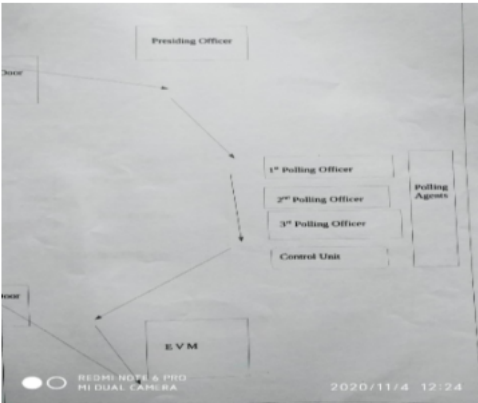 Presiding Officer
Door
1st Polling Officer
2nd Polling Officer
3rd Polling Officer
Control Unit
Polling
Agents
Door
E V M
REDMI NOTE 6 PRO
MI DUAL CAMERA
2020/11/4 12:24